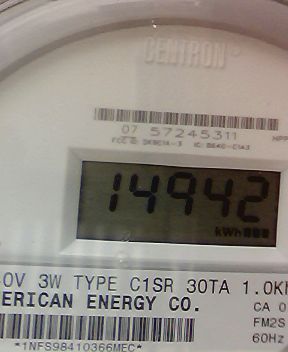 CENTRON
07 57245311
14942
kWh
0V 3W TYPE C1SR 30TA 1.0K
ERICAN ENERGY CO.
CA 0
FM2S
60Hz
*1NFS98410366MEC*